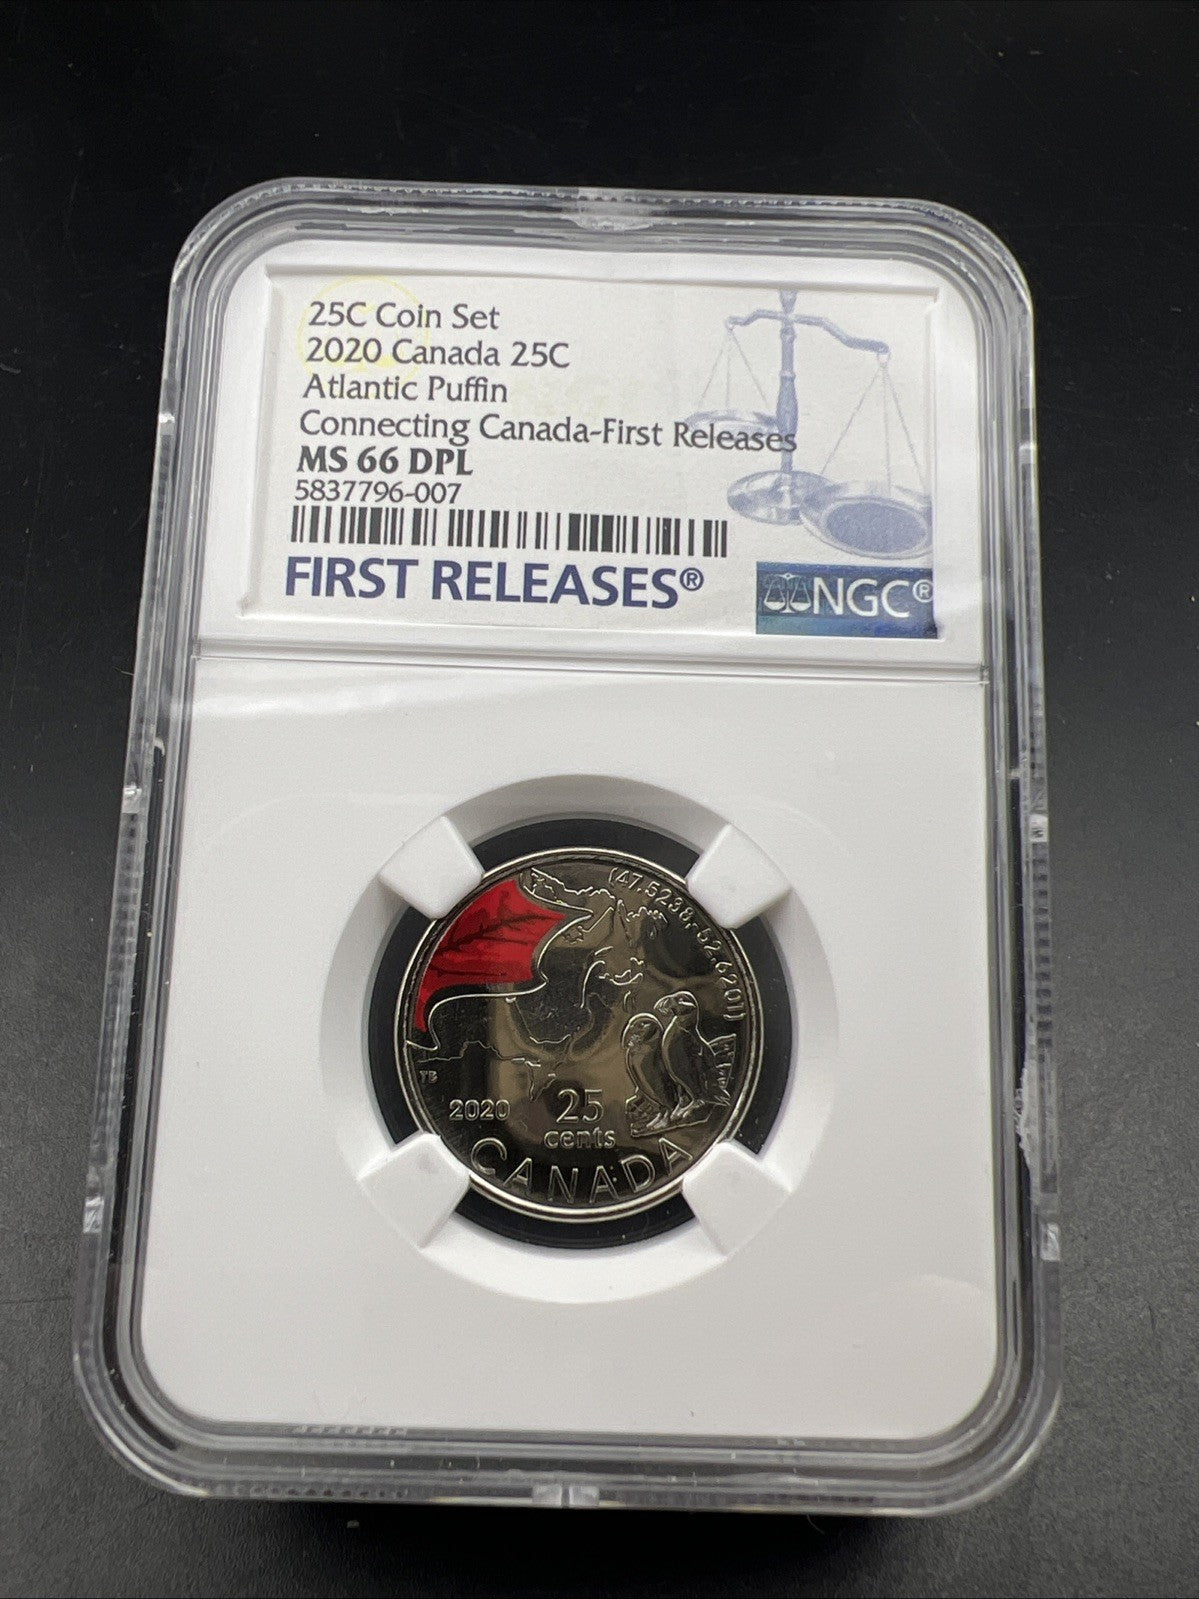 25C Coin Set
2020 Canada 25C
Atlantic Puffin
Connecting Canada-First Releases
MS 66 DPL
5837796-007
FIRST RELEASES®
NGC®
(47.5238,-52.6201)
TB
2020
25
cents
CANADA